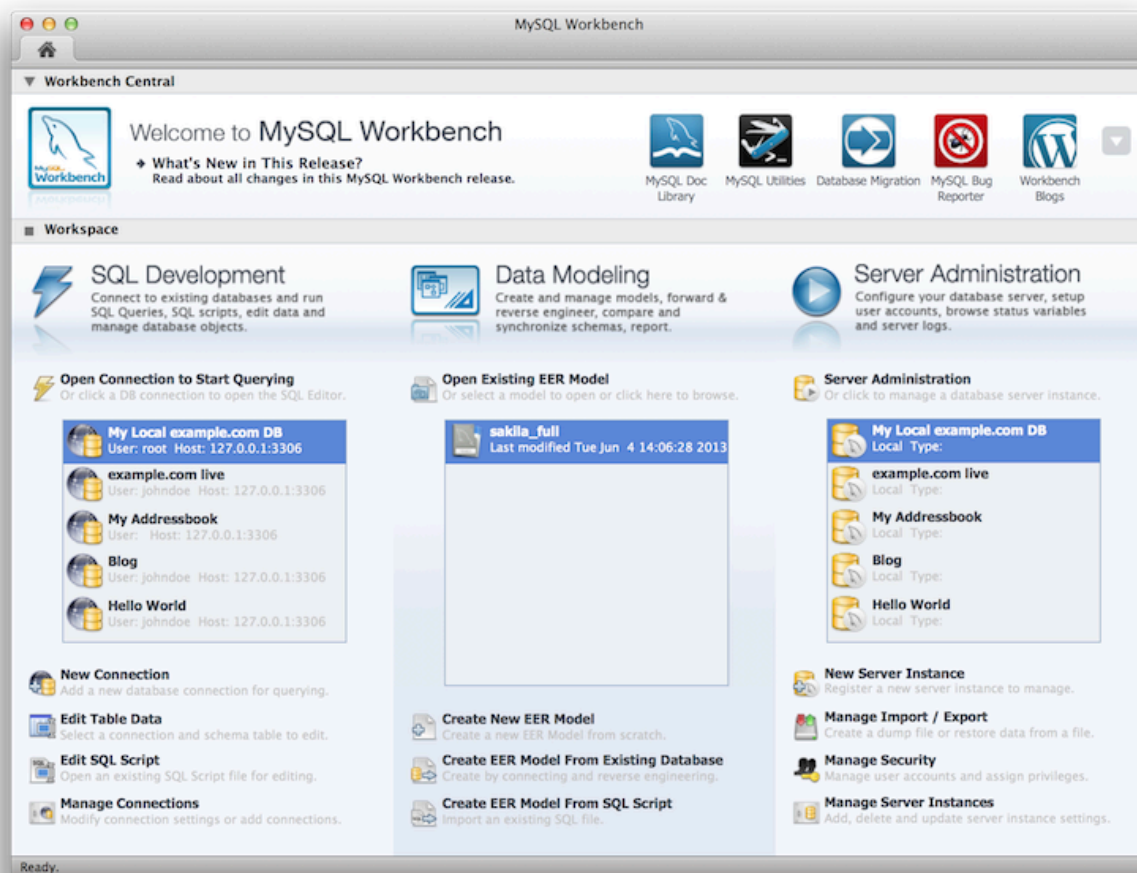 MySQL Workbench
Workbench Central
MySQL
Workbench
Welcome to MySQL Workbench
What's New in This Release?
Read about all changes in this MySQL Workbench release.
MySQL Doc
Library
MySQL Utilities
Database Migration
MySQL Bug
Reporter
Workbench
Blogs
Workspace
SQL Development
Connect to existing databases and run
SQL Queries, SQL scripts, edit data and
manage database objects.
Open Connection to Start Querying
Or click a DB connection to open the SQL Editor.
My Local example.com DB
User: root Host: 127.0.0.1:3306
example.com live
User: johndoe Host: 127.0.0.1:3306
My Addressbook
User: Host: 127.0.0.1:3306
Blog
User: johndoe Host: 127.0.0.1:3306
Hello World
User: johndoe Host: 127.0.0.1:3306
New Connection
Add a new database connection for querying.
Edit Table Data
Select a connection and schema table to edit.
Edit SQL Script
Open an existing SQL Script file for editing.
Manage Connections
Modify connection settings or add connections.
Data Modeling
Create and manage models, forward &
reverse engineer, compare and
synchronize schemas, report.
Open Existing EER Model
Or select a model to open or click here to browse.
sakila_full
Last modified Tue Jun 4 14:06:28 2013
Create New EER Model
Create a new EER Model from scratch.
Create EER Model From Existing Database
Create by connecting and reverse engineering.
Create EER Model From SQL Script
Import an existing SQL file.
Server Administration
Configure your database server, setup
user accounts, browse status variables
and server logs.
Server Administration
Or click to manage a database server instance.
My Local example.com DB
Local Type:
example.com live
Local Type:
My Addressbook
Local Type:
Blog
Local Type:
Hello World
Local Type:
New Server Instance
Register a new server instance to manage.
Manage Import / Export
Create a dump file or restore data from a file.
Manage Security
Manage user accounts and assign privileges.
Manage Server Instances
Add, delete and update server instance settings.
Ready.